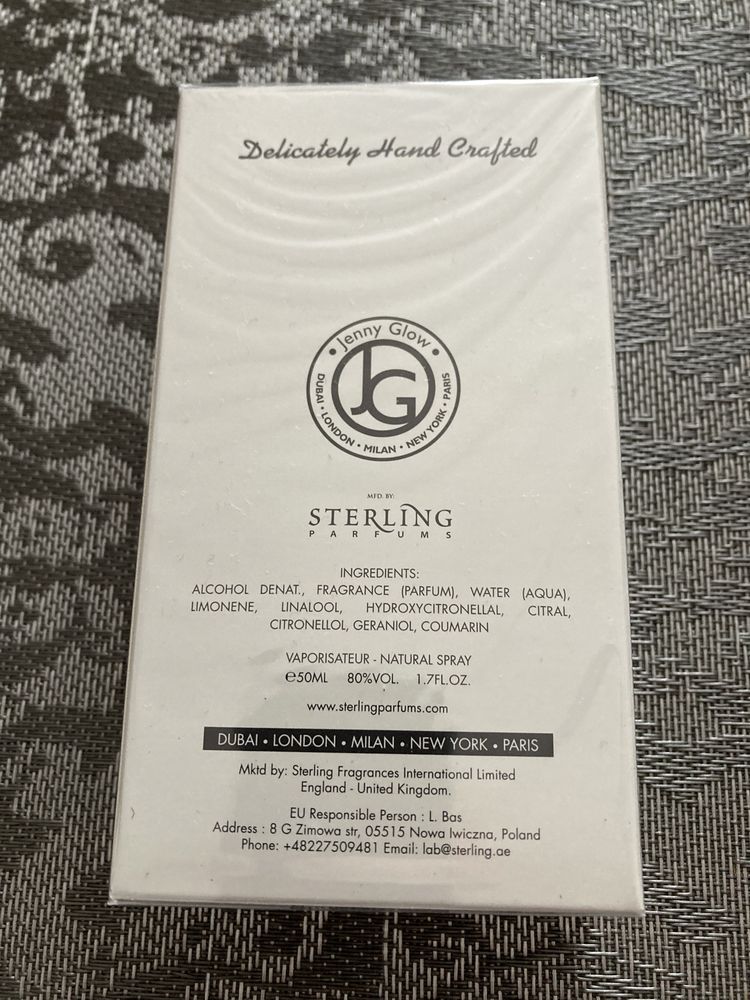 Delicately Hand Crafted
• Jenny Glow •
JG
DUBAI • LONDON • MILAN • NEW YORK • PARIS
MFD. BY:
STERLING
PARFUMS
INGREDIENTS:
ALCOHOL DENAT., FRAGRANCE (PARFUM), WATER (AQUA),
LIMONENE, LINALOOL, HYDROXYCITRONELLAL, CITRAL,
CITRONELLOL, GERANIOL, COUMARIN
VAPORISATEUR - NATURAL SPRAY
℮50ML 80%VOL. 1.7FL.OZ.
www.sterlingparfums.com
DUBAI • LONDON • MILAN • NEW YORK • PARIS
Mktd by: Sterling Fragrances International Limited
England - United Kingdom.
EU Responsible Person : L. Bas
Address : 8 G Zimowa str, 05515 Nowa Iwiczna, Poland
Phone: +48227509481 Email: lab@sterling.ae